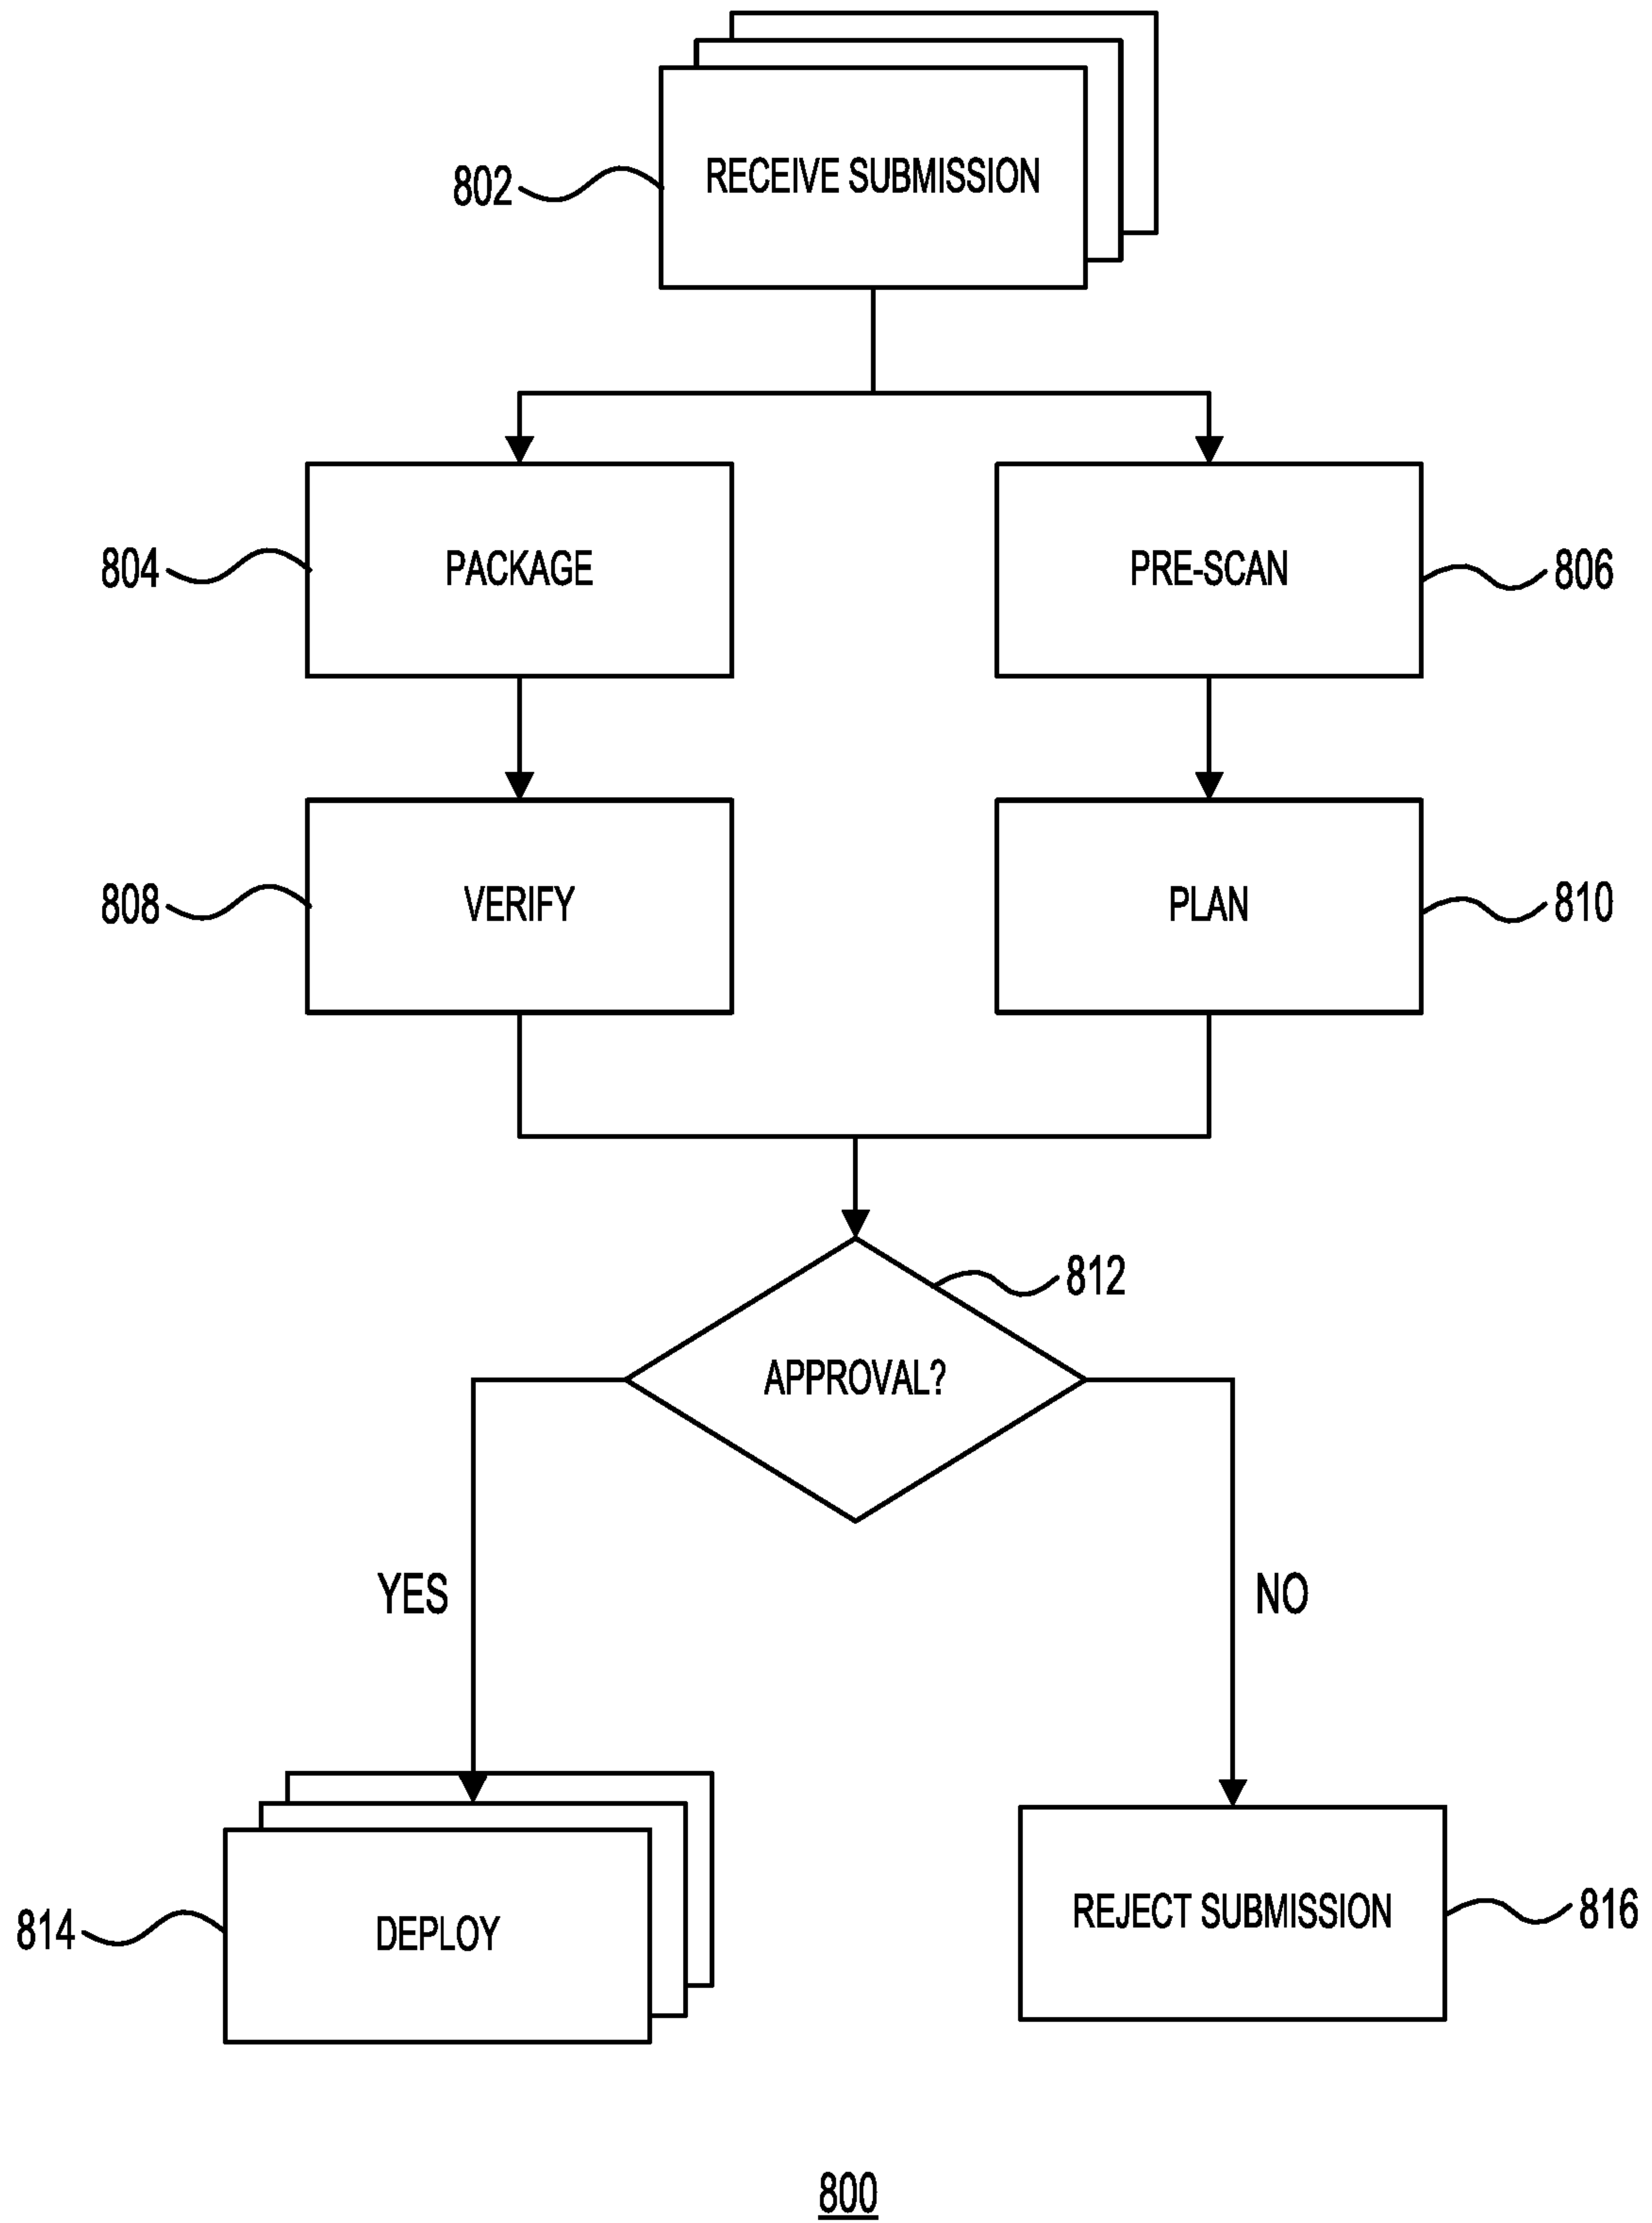 RECEIVE SUBMISSION
802
PACKAGE
804
PRE-SCAN
806
VERIFY
808
PLAN
810
812
APPROVAL?
YES
NO
DEPLOY
814
REJECT SUBMISSION
816
800